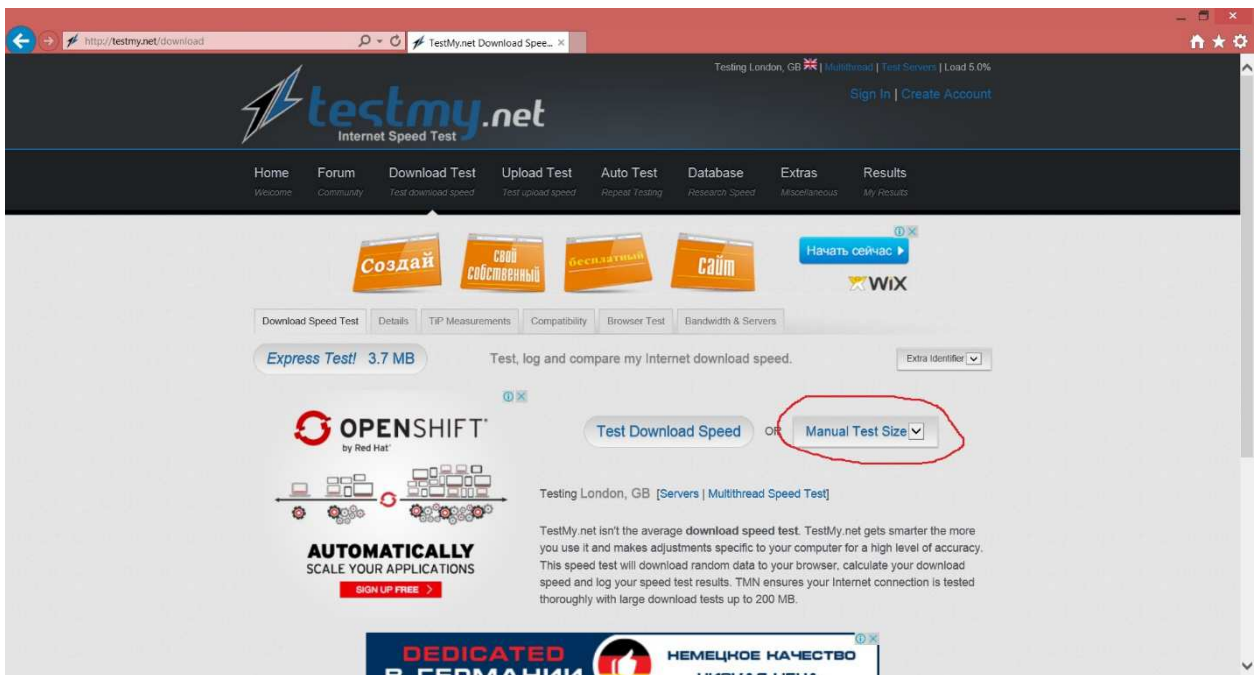 http://testmy.net/download
TestMy.net Download Spee...
Testing London, GB | Multithread | Test Servers | Load 5.0%
Sign In | Create Account
testmy.net
Internet Speed Test
Home Forum Download Test Upload Test Auto Test Database Extras Results
Welcome Community Test download speed Test upload speed Repeat Testing Research Speed Miscellaneous My Results
Создай свой собственный бесплатный сайт
Начать сейчас
WiX
Download Speed Test Details TiP Measurements Compatibility Browser Test Bandwidth & Servers
Express Test! 3.7 MB
Test, log and compare my Internet download speed.
Extra Identifier
OPENSHIFT
by Red Hat
AUTOMATICALLY
SCALE YOUR APPLICATIONS
SIGN UP FREE
Test Download Speed OR Manual Test Size
Testing London, GB [Servers | Multithread Speed Test]
TestMy.net isn't the average download speed test. TestMy.net gets smarter the more
you use it and makes adjustments specific to your computer for a high level of accuracy.
This speed test will download random data to your browser, calculate your download
speed and log your speed test results. TMN ensures your Internet connection is tested
thoroughly with large download tests up to 200 MB.
DEDICATED
В ГЕРМАНИИ
НЕМЕЦКОЕ КАЧЕСТВО